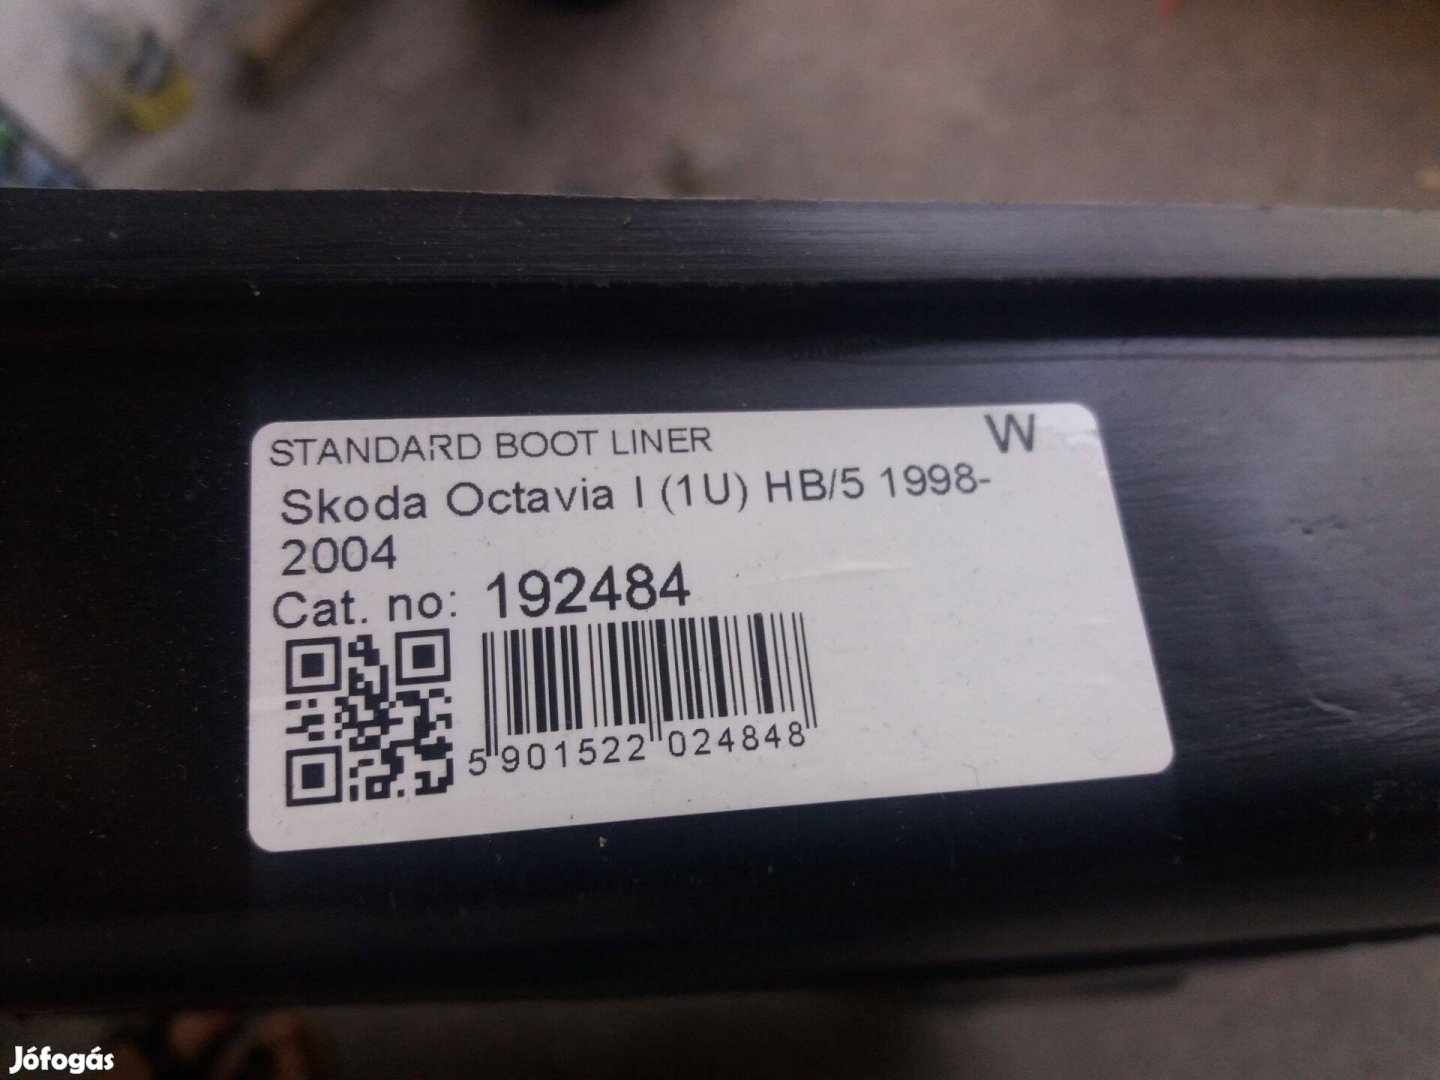 STANDARD BOOT LINER W
Skoda Octavia I (1U) HB/5 1998-
2004
Cat. no: 192484
5 901522 024848
Jófogás